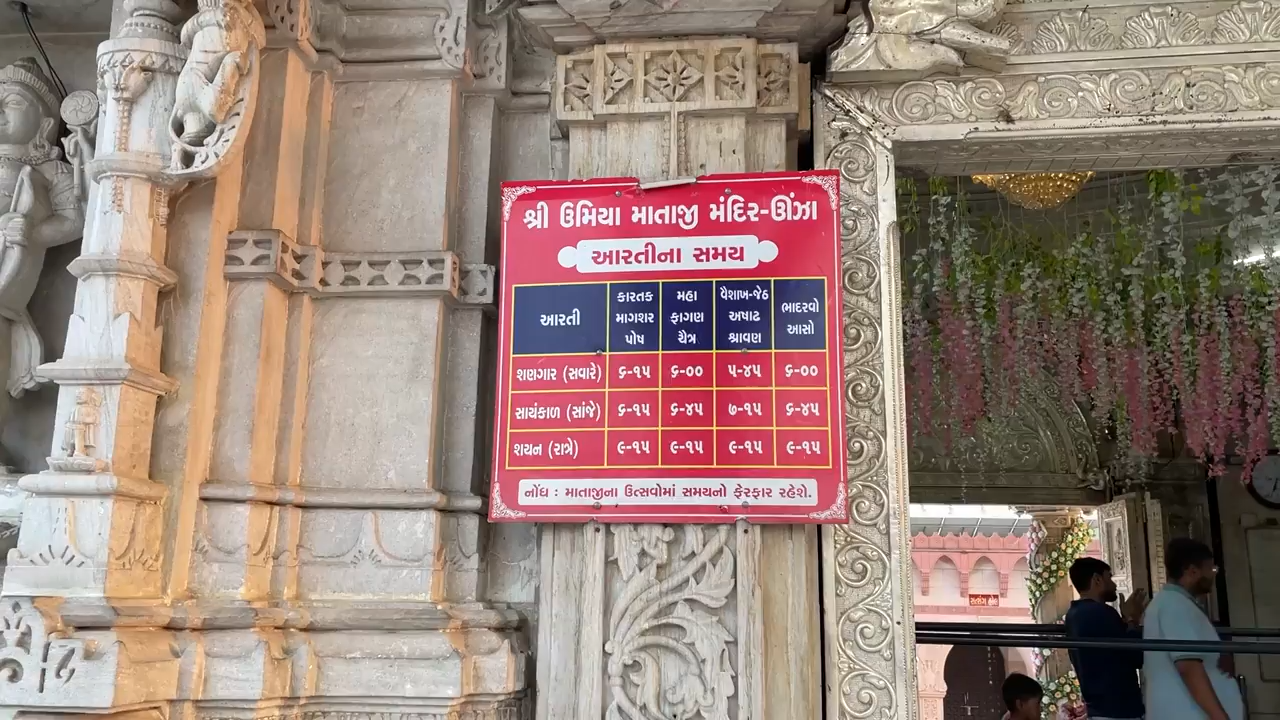 શ્રી ઉમિયા માતાજી મંદિર-ઊંઝા
આરતીના સમય
આરતી કારતક માગશર પોષ મહા ફાગણ ચૈત્ર વૈશાખ-જેઠ અષાઢ શ્રાવણ ભાદરવો આસો
શણગાર (સવારે) ૬-૧૫ ૬-૦૦ ૫-૪૫ ૬-૦૦
સાયંકાળ (સાંજે) ૬-૧૫ ૬-૪૫ ૭-૧૫ ૬-૪૫
શયન (રાત્રે) ૯-૧૫ ૯-૧૫ ૯-૧૫ ૯-૧૫
નોંધ : માતાજીના ઉત્સવોમાં સમયનો ફેરફાર રહેશે.